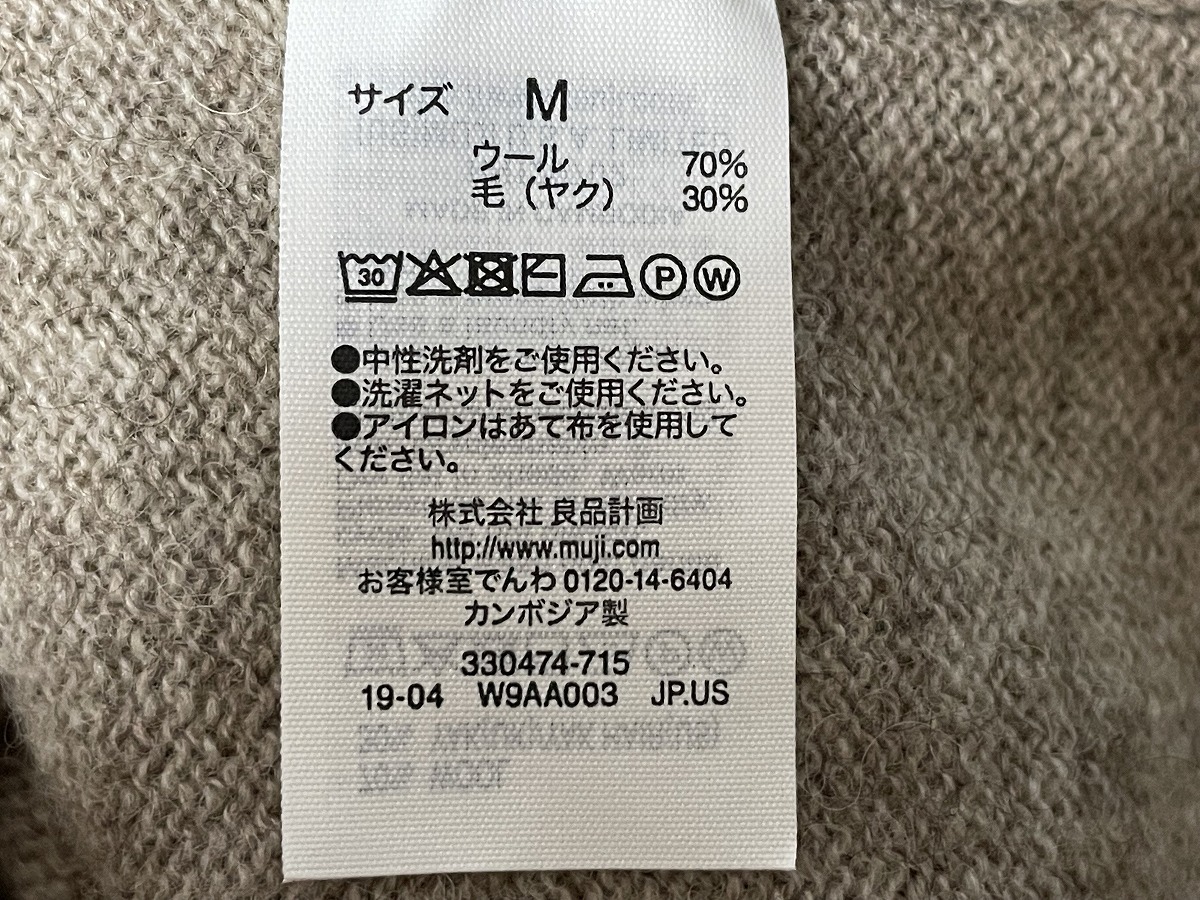 サイズ M
ウール 70%
毛（ヤク） 30%
30 P W
●中性洗剤をご使用ください。
●洗濯ネットをご使用ください。
●アイロンはあて布を使用して
ください。
株式会社 良品計画
http://www.muji.com
お客様室でんわ 0120-14-6404
カンボジア製
330474-715
19-04 W9AA003 JP.US